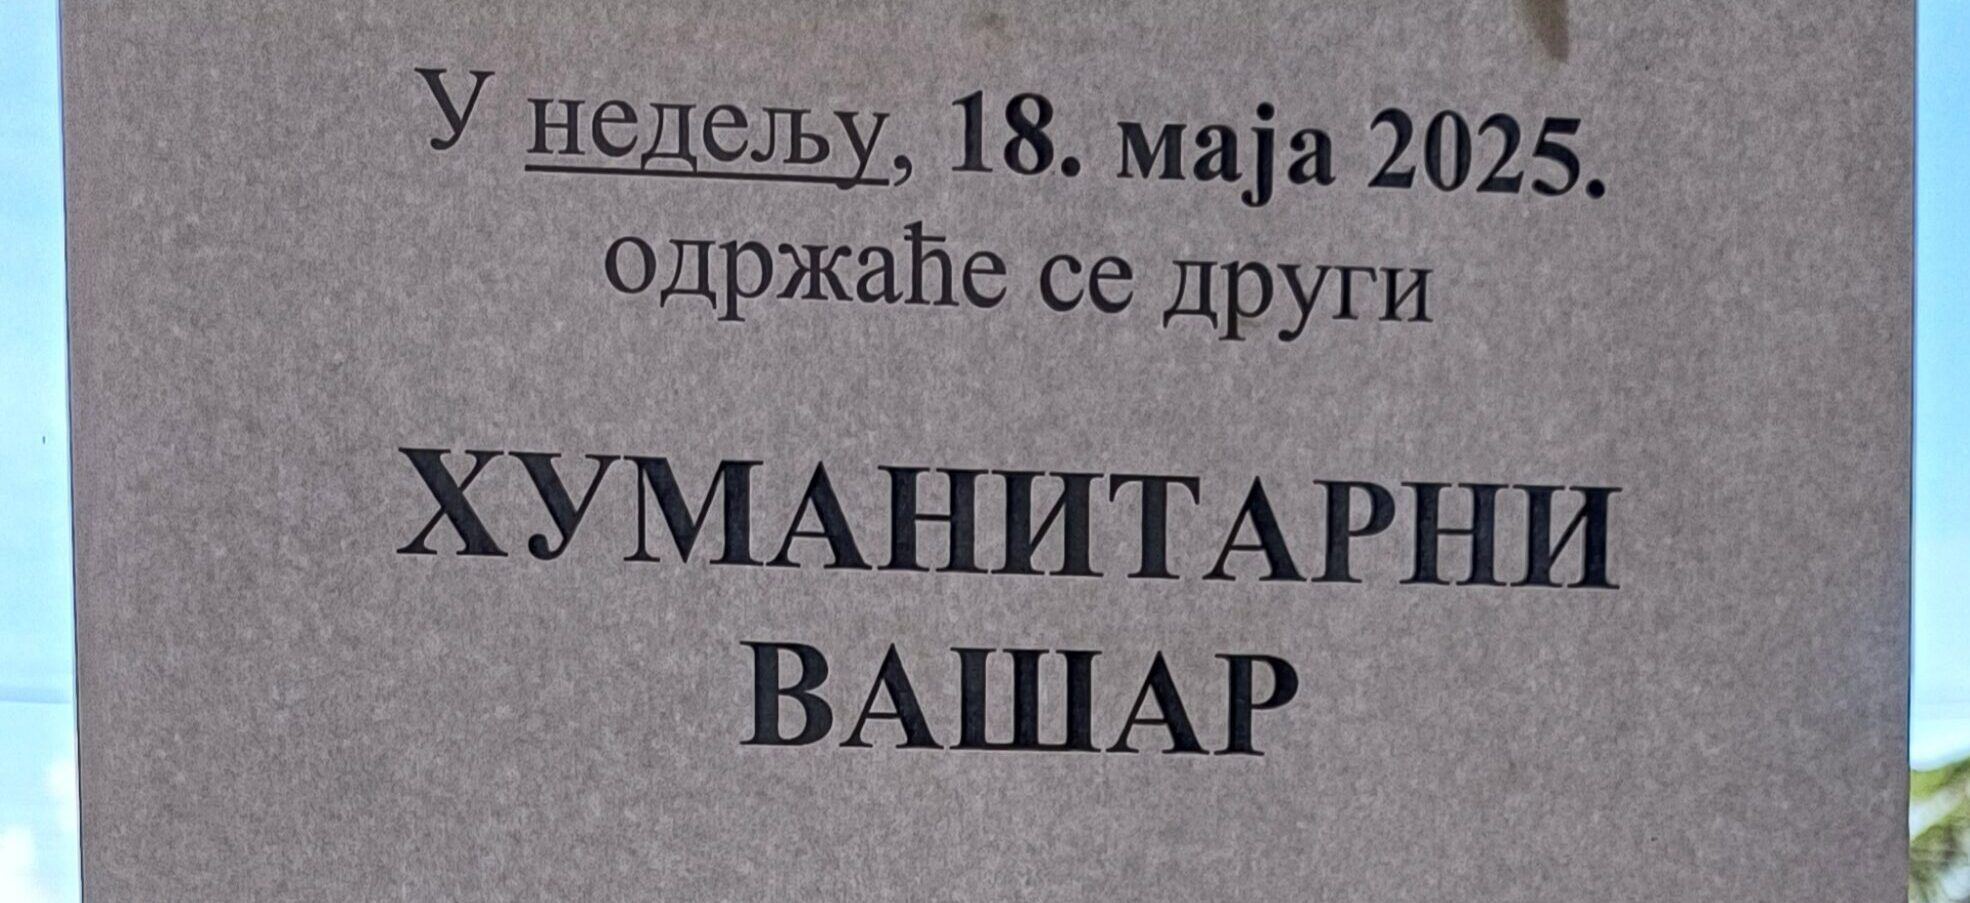 У недељу, 18. маја 2025.
одржаће се други
ХУМАНИТАРНИ
ВАШАР